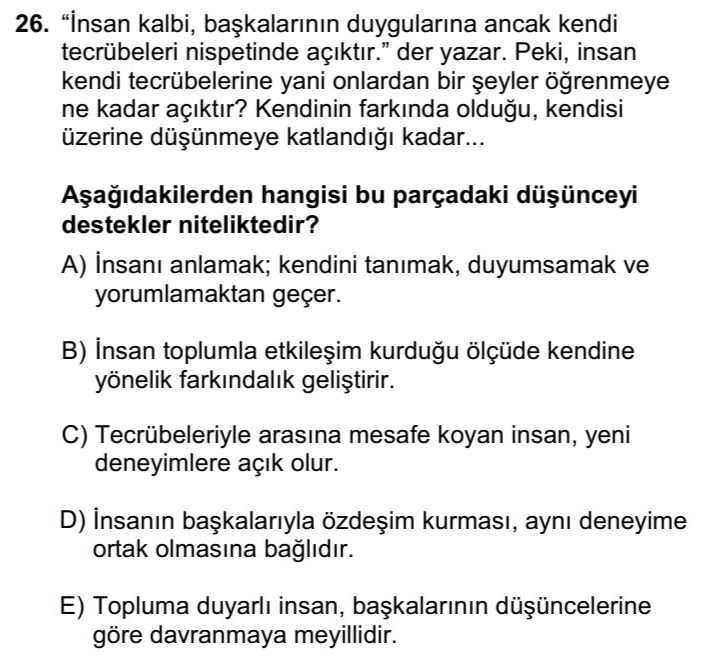 26. “İnsan kalbi, başkalarının duygularına ancak kendi
tecrübeleri nispetinde açıktır.” der yazar. Peki, insan
kendi tecrübelerine yani onlardan bir şeyler öğrenmeye
ne kadar açıktır? Kendinin farkında olduğu, kendisi
üzerine düşünmeye katlandığı kadar...
Aşağıdakilerden hangisi bu parçadaki düşünceyi
destekler niteliktedir?
A) İnsanı anlamak; kendini tanımak, duyumsamak ve
yorumlamaktan geçer.
B) İnsan toplumla etkileşim kurduğu ölçüde kendine
yönelik farkındalık geliştirir.
C) Tecrübeleriyle arasına mesafe koyan insan, yeni
deneyimlere açık olur.
D) İnsanın başkalarıyla özdeşim kurması, aynı deneyime
ortak olmasına bağlıdır.
E) Topluma duyarlı insan, başkalarının düşüncelerine
göre davranmaya meyillidir.